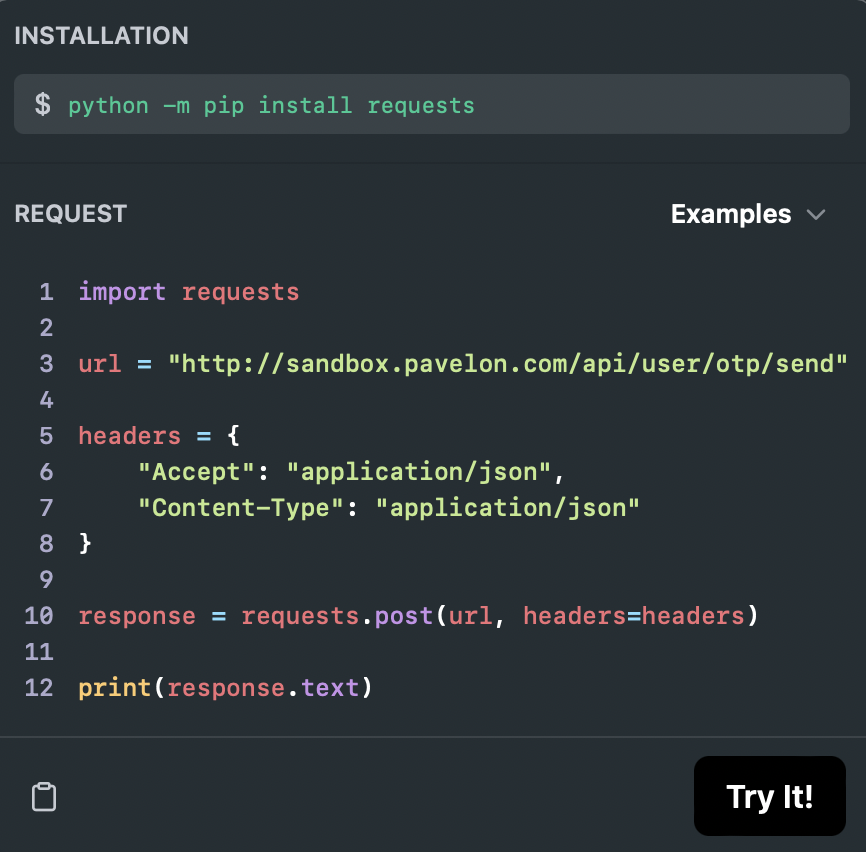 INSTALLATION
$ python -m pip install requests
REQUEST
Examples
1 import requests
2
3 url = "http://sandbox.pavelon.com/api/user/otp/send"
4
5 headers = {
6     "Accept": "application/json",
7     "Content-Type": "application/json"
8 }
9
10 response = requests.post(url, headers=headers)
11
12 print(response.text)
Try It!